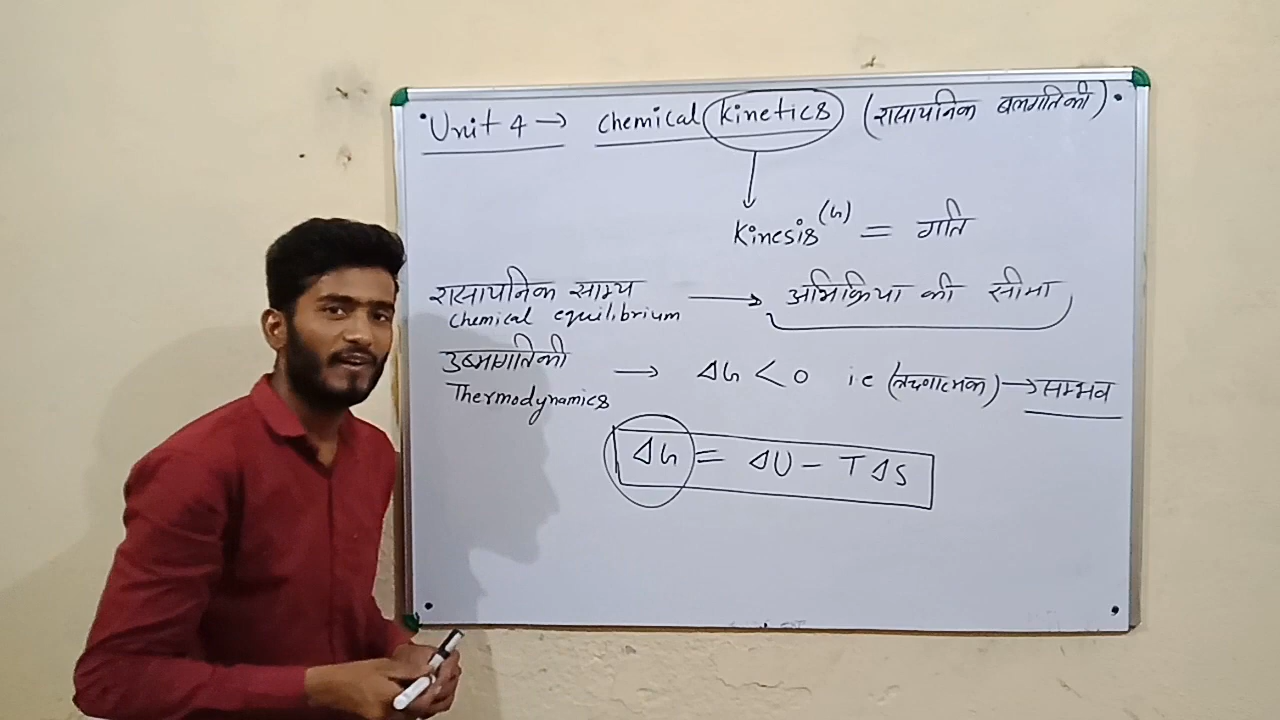 Unit 4 → Chemical Kinetics (रासायनिक बलगतिकी)
Kinesis (G) = गति
रासायनिक साम्य → अभिक्रिया की सीमा
Chemical equilibrium
उष्मागतिकी → ΔG < 0 ie (ऋणात्मक) → सम्भव
Thermodynamics
ΔG = ΔU - TΔS